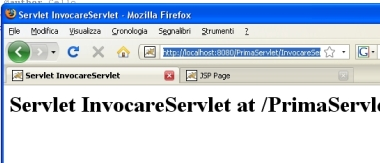 Servlet InvocareServlet - Mozilla Firefox
File Modifica Visualizza Cronologia Segnalibri Strumenti ?
http://localhost:8080/PrimaServlet/InvocareSe
Servlet InvocareServlet JSP Page
Servlet InvocareServlet at /PrimaServle